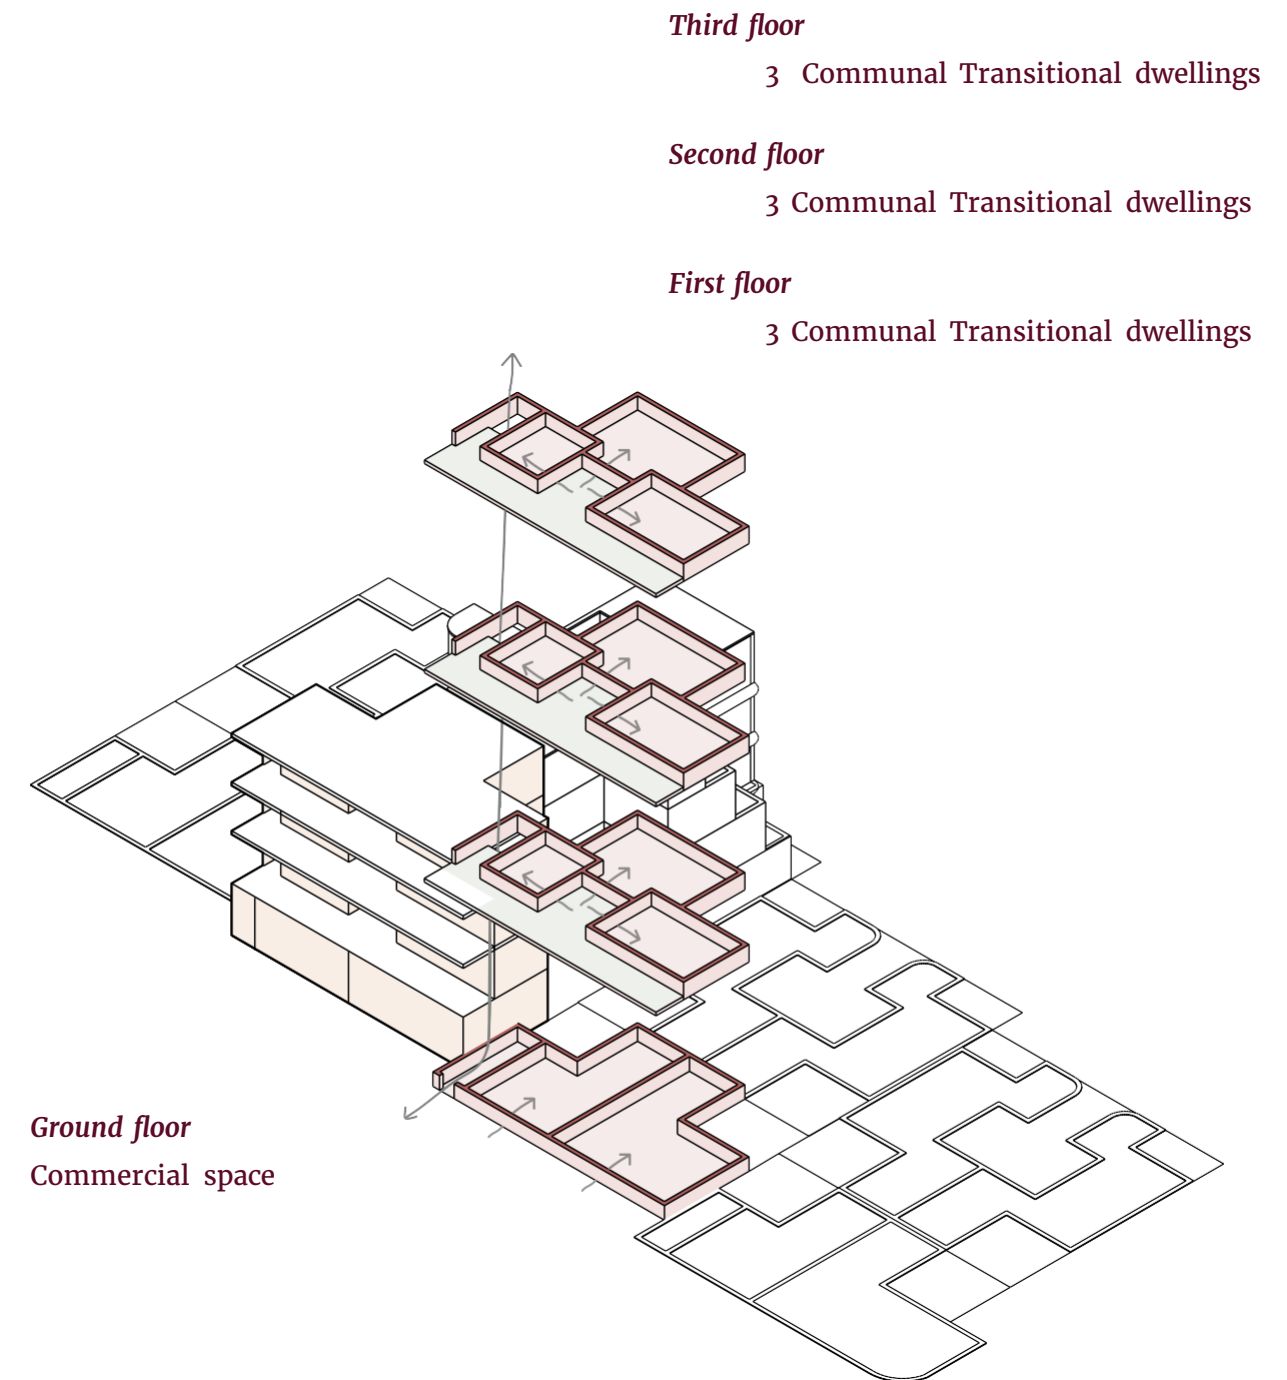 Third floor
3 Communal Transitional dwellings
Second floor
3 Communal Transitional dwellings
First floor
3 Communal Transitional dwellings
Ground floor
Commercial space